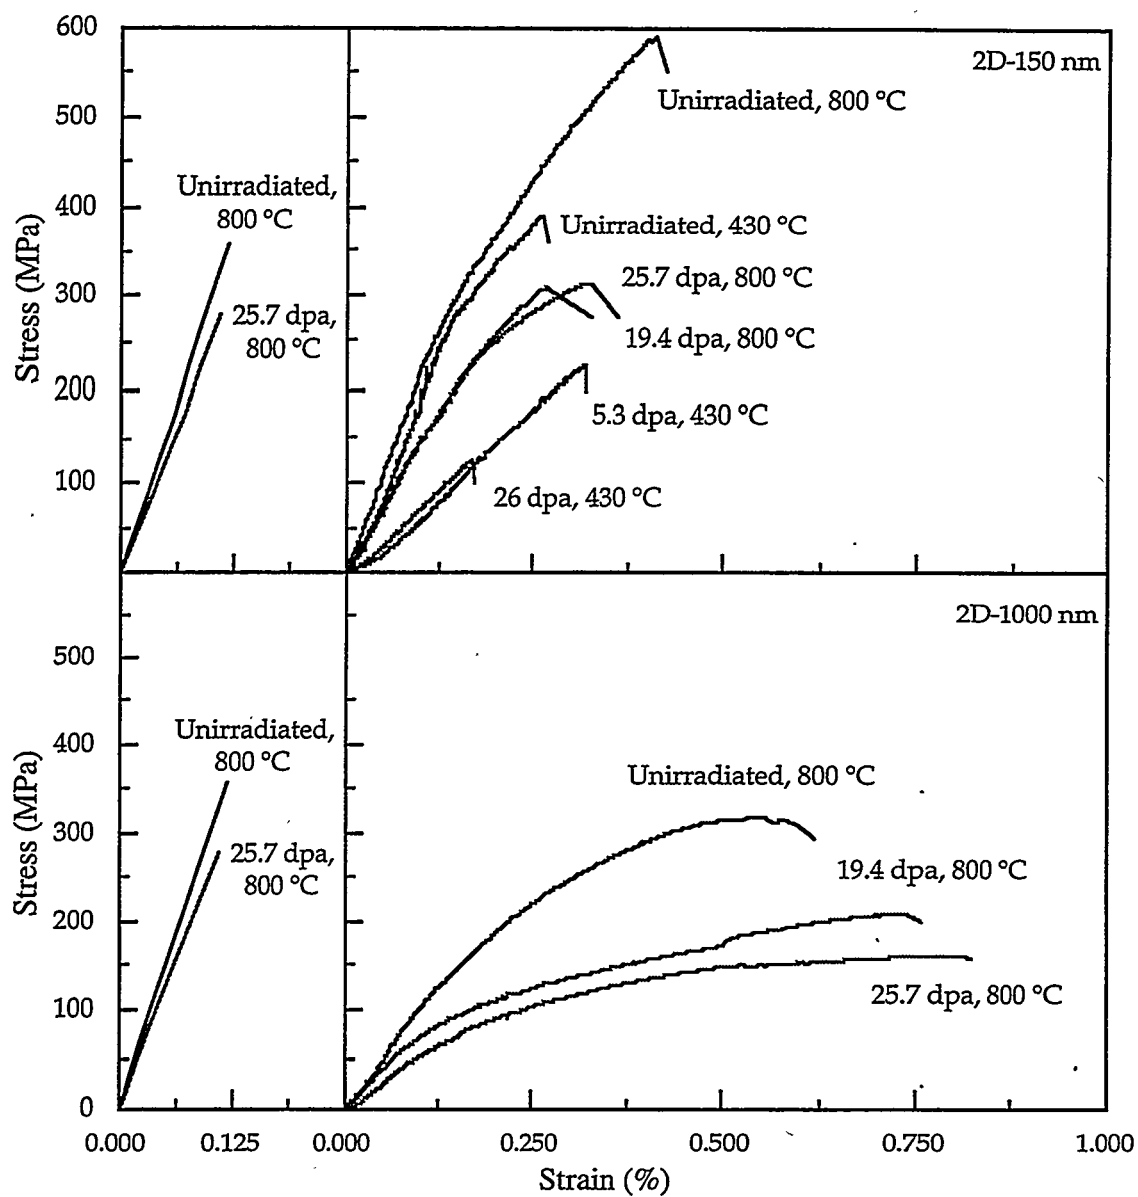 600
2D-150 nm
Unirradiated, 800 °C
500
Unirradiated,
800 °C
400
Unirradiated, 430 °C
25.7 dpa, 800 °C
300
25.7 dpa,
800 °C
19.4 dpa, 800 °C
Stress (MPa)
200
5.3 dpa, 430 °C
100
26 dpa, 430 °C
2D-1000 nm
500
Unirradiated,
800 °C
400
Unirradiated, 800 °C
300
25.7 dpa,
800 °C
19.4 dpa, 800 °C
Stress (MPa)
200
100
25.7 dpa, 800 °C
0
0.000 0.125 0.000 0.250 0.500 0.750 1.000
Strain (%)